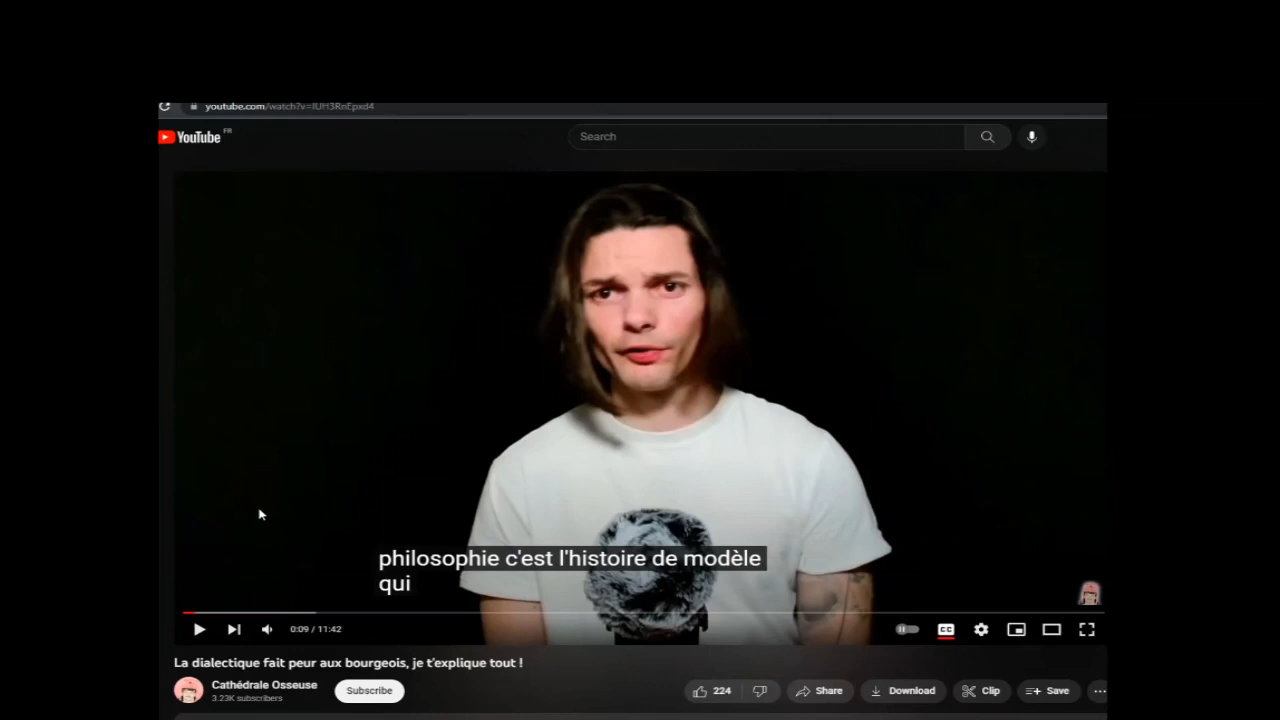 youtube.com/watch?v=IUH3RnEpxd4
YouTube FR
Search
philosophie c'est l'histoire de modèle
qui
0:09 / 11:42
CC
La dialectique fait peur aux bourgeois, je t'explique tout !
Cathédrale Osseuse
3.23K subscribers
Subscribe
224
Share
Download
Clip
Save